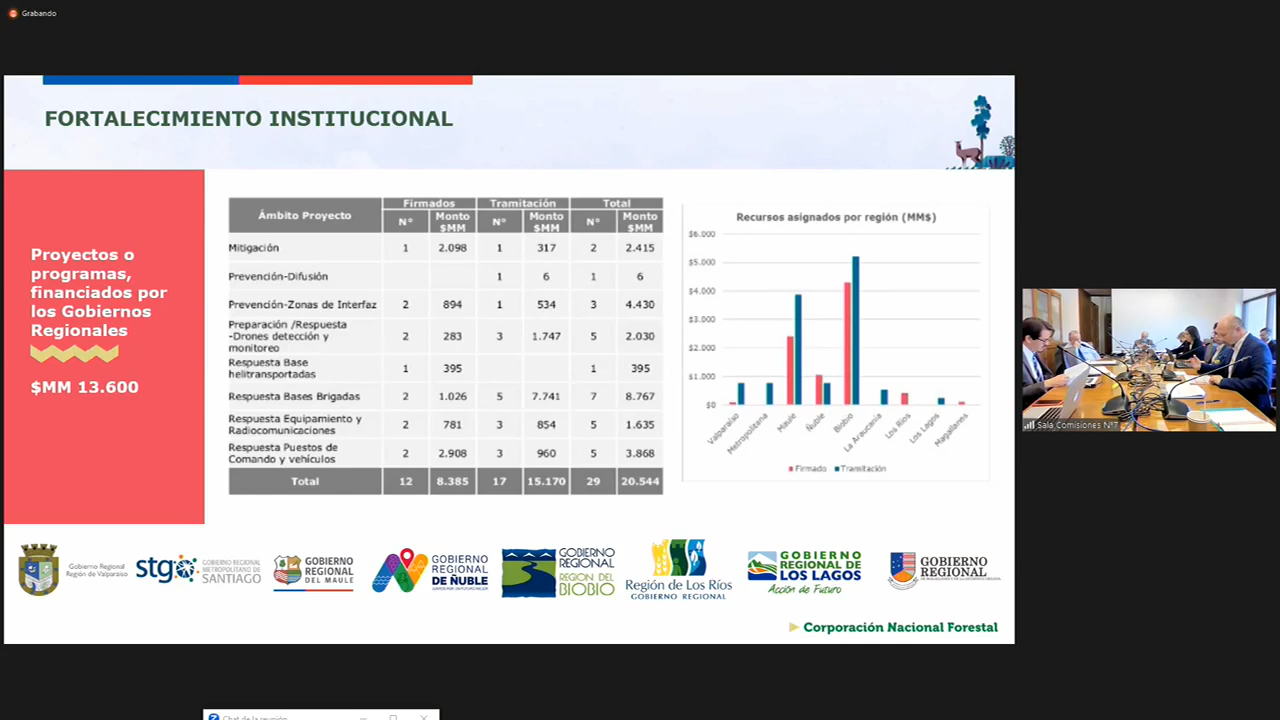 Grabando
FORTALECIMIENTO INSTITUCIONAL
Proyectos o
programas,
financiados por
los Gobiernos
Regionales
$MM 13.600
Ámbito Proyecto Firmados Tramitación Total
N° Monto $MM N° Monto $MM N° Monto $MM
Mitigación 1 2.098 1 317 2 2.415
Prevención-Difusión 1 6 1 6
Prevención-Zonas de Interfaz 2 894 1 534 3 4.430
Preparación /Respuesta
-Drones detección y
monitoreo 2 283 3 1.747 5 2.030
Respuesta Base
helitransportadas 1 395 1 395
Respuesta Bases Brigadas 2 1.026 5 7.741 7 8.767
Respuesta Equipamiento y
Radiocomunicaciones 2 781 3 854 5 1.635
Respuesta Puestos de
Comando y vehículos 2 2.908 3 960 5 3.868
Total 12 8.385 17 15.170 29 20.544
Recursos asignados por región (MM$)
$6.000
$5.000
$4.000
$3.000
$2.000
$1.000
$0
Valparaíso
Metropolitana
Maule
Ñuble
Biobío
La Araucanía
Los Ríos
Los Lagos
Magallanes
Firmado Tramitación
Sala Comisiones N°7
Gobierno Regional
Región de Valparaíso
stg
GOBIERNO REGIONAL
METROPOLITANO DE
SANTIAGO
GOBIERNO
REGIONAL
DEL MAULE
GOBIERNO
REGIONAL
DE ÑUBLE
GOBIERNO
REGIONAL
REGIÓN DEL
BIOBIO
Región de Los Ríos
GOBIERNO REGIONAL
GOBIERNO
REGIONAL DE
LOS LAGOS
Acción de Futuro
GOBIERNO
REGIONAL
Corporación Nacional Forestal
Chat de la reunión